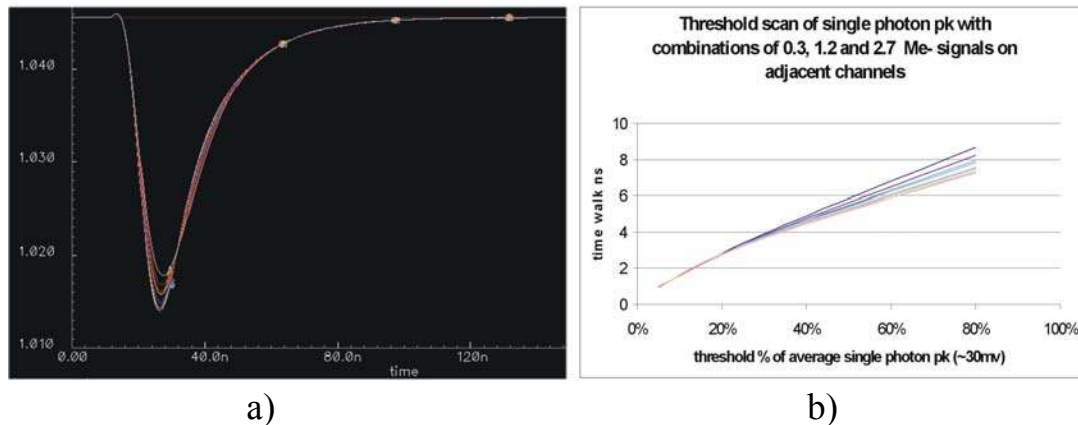 1.040
1.030
1.020
1.010
0.00
40.0n
80.0n
120.0n
time
a)
Threshold scan of single photon pk with
combinations of 0.3, 1.2 and 2.7 Me- signals on
adjacent channels
time walk ns
10
8
6
4
2
0
0%
20%
40%
60%
80%
100%
threshold % of average single photon pk (~30mv)
b)